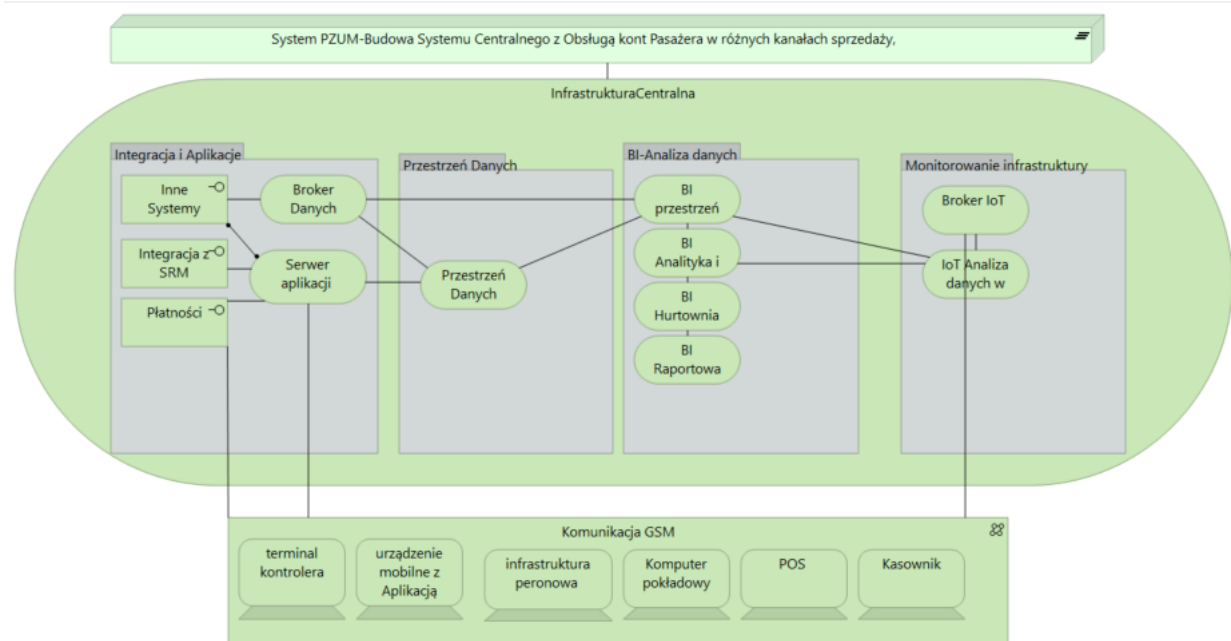 System PZUM-Budowa Systemu Centralnego z Obsługą kont Pasażera w różnych kanałach sprzedaży,
InfrastrukturaCentralna
Integracja i Aplikacje
Inne
Systemy
Broker
Danych
Integracja z
SRM
Serwer
aplikacji
Płatności
Przestrzeń Danych
Przestrzeń
Danych
BI-Analiza danych
BI
przestrzeń
BI
Analityka i
BI
Hurtownia
BI
Raportowa
Monitorowanie infrastruktury
Broker IoT
IoT Analiza
danych w
Komunikacja GSM
terminal
kontrolera
urządzenie
mobilne z
Aplikacją
infrastruktura
peronowa
Komputer
pokładowy
POS
Kasownik